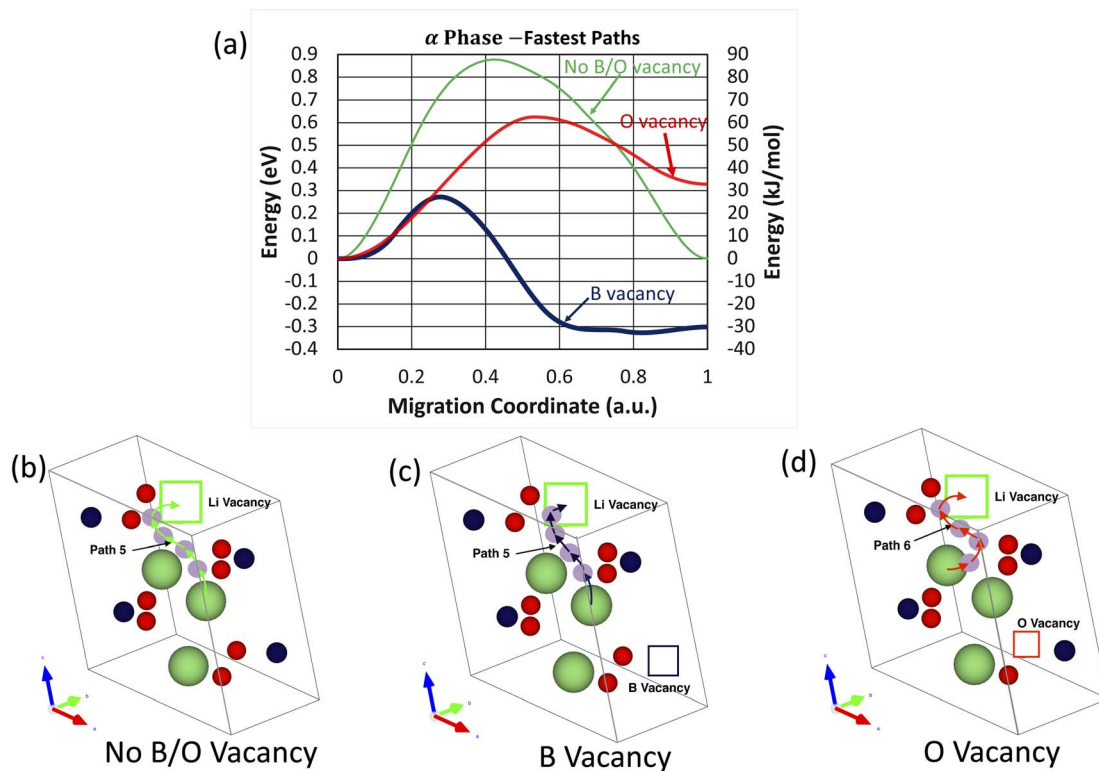 (a)
α Phase –Fastest Paths
0.9
0.8
0.7
0.6
0.5
0.4
0.3
0.2
0.1
0
-0.1
-0.2
-0.3
-0.4
Energy (eV)
No B/O vacancy
O vacancy
B vacancy
90
80
70
60
50
40
30
20
10
0
-10
-20
-30
-40
Energy (kJ/mol)
0 0.2 0.4 0.6 0.8 1
Migration Coordinate (a.u.)
(b)
Li Vacancy
Path 5
c
b
a
No B/O Vacancy
(c)
Li Vacancy
Path 5
B Vacancy
c
b
a
B Vacancy
(d)
Li Vacancy
Path 6
O Vacancy
c
b
a
O Vacancy